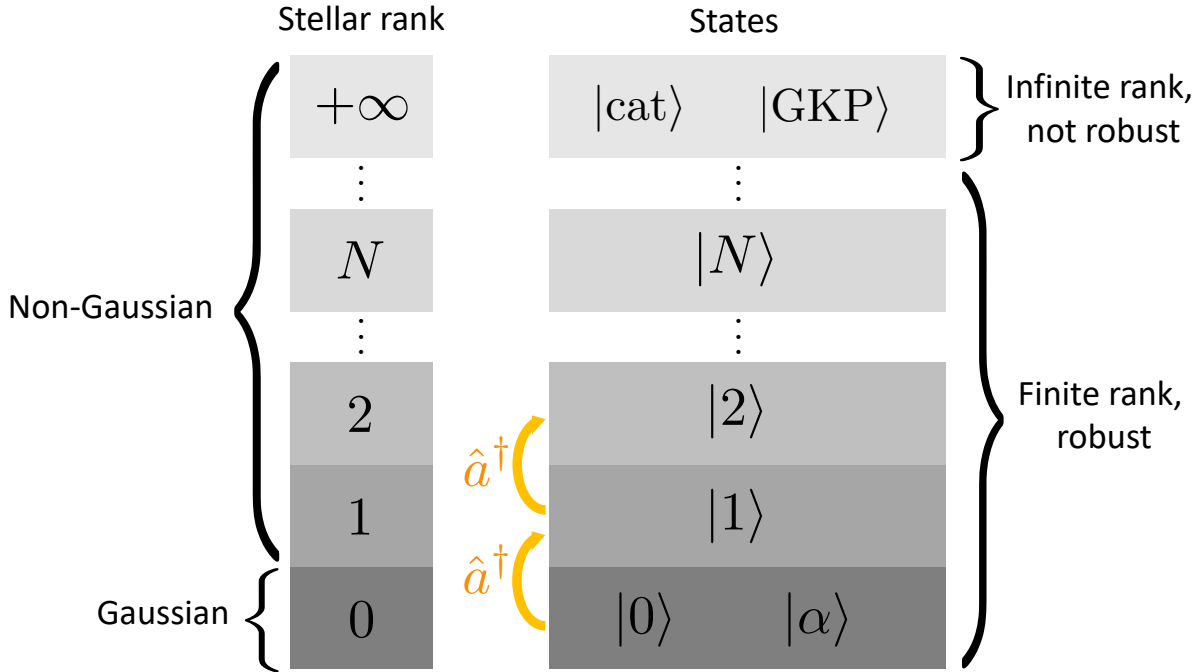 Stellar rank States
+∞ |cat⟩ |GKP⟩ Infinite rank,
not robust
⋮ ⋮
N |N⟩
Non-Gaussian
⋮ ⋮
2 |2⟩ Finite rank,
robust
â†
1 |1⟩
â†
Gaussian 0 |0⟩ |α⟩